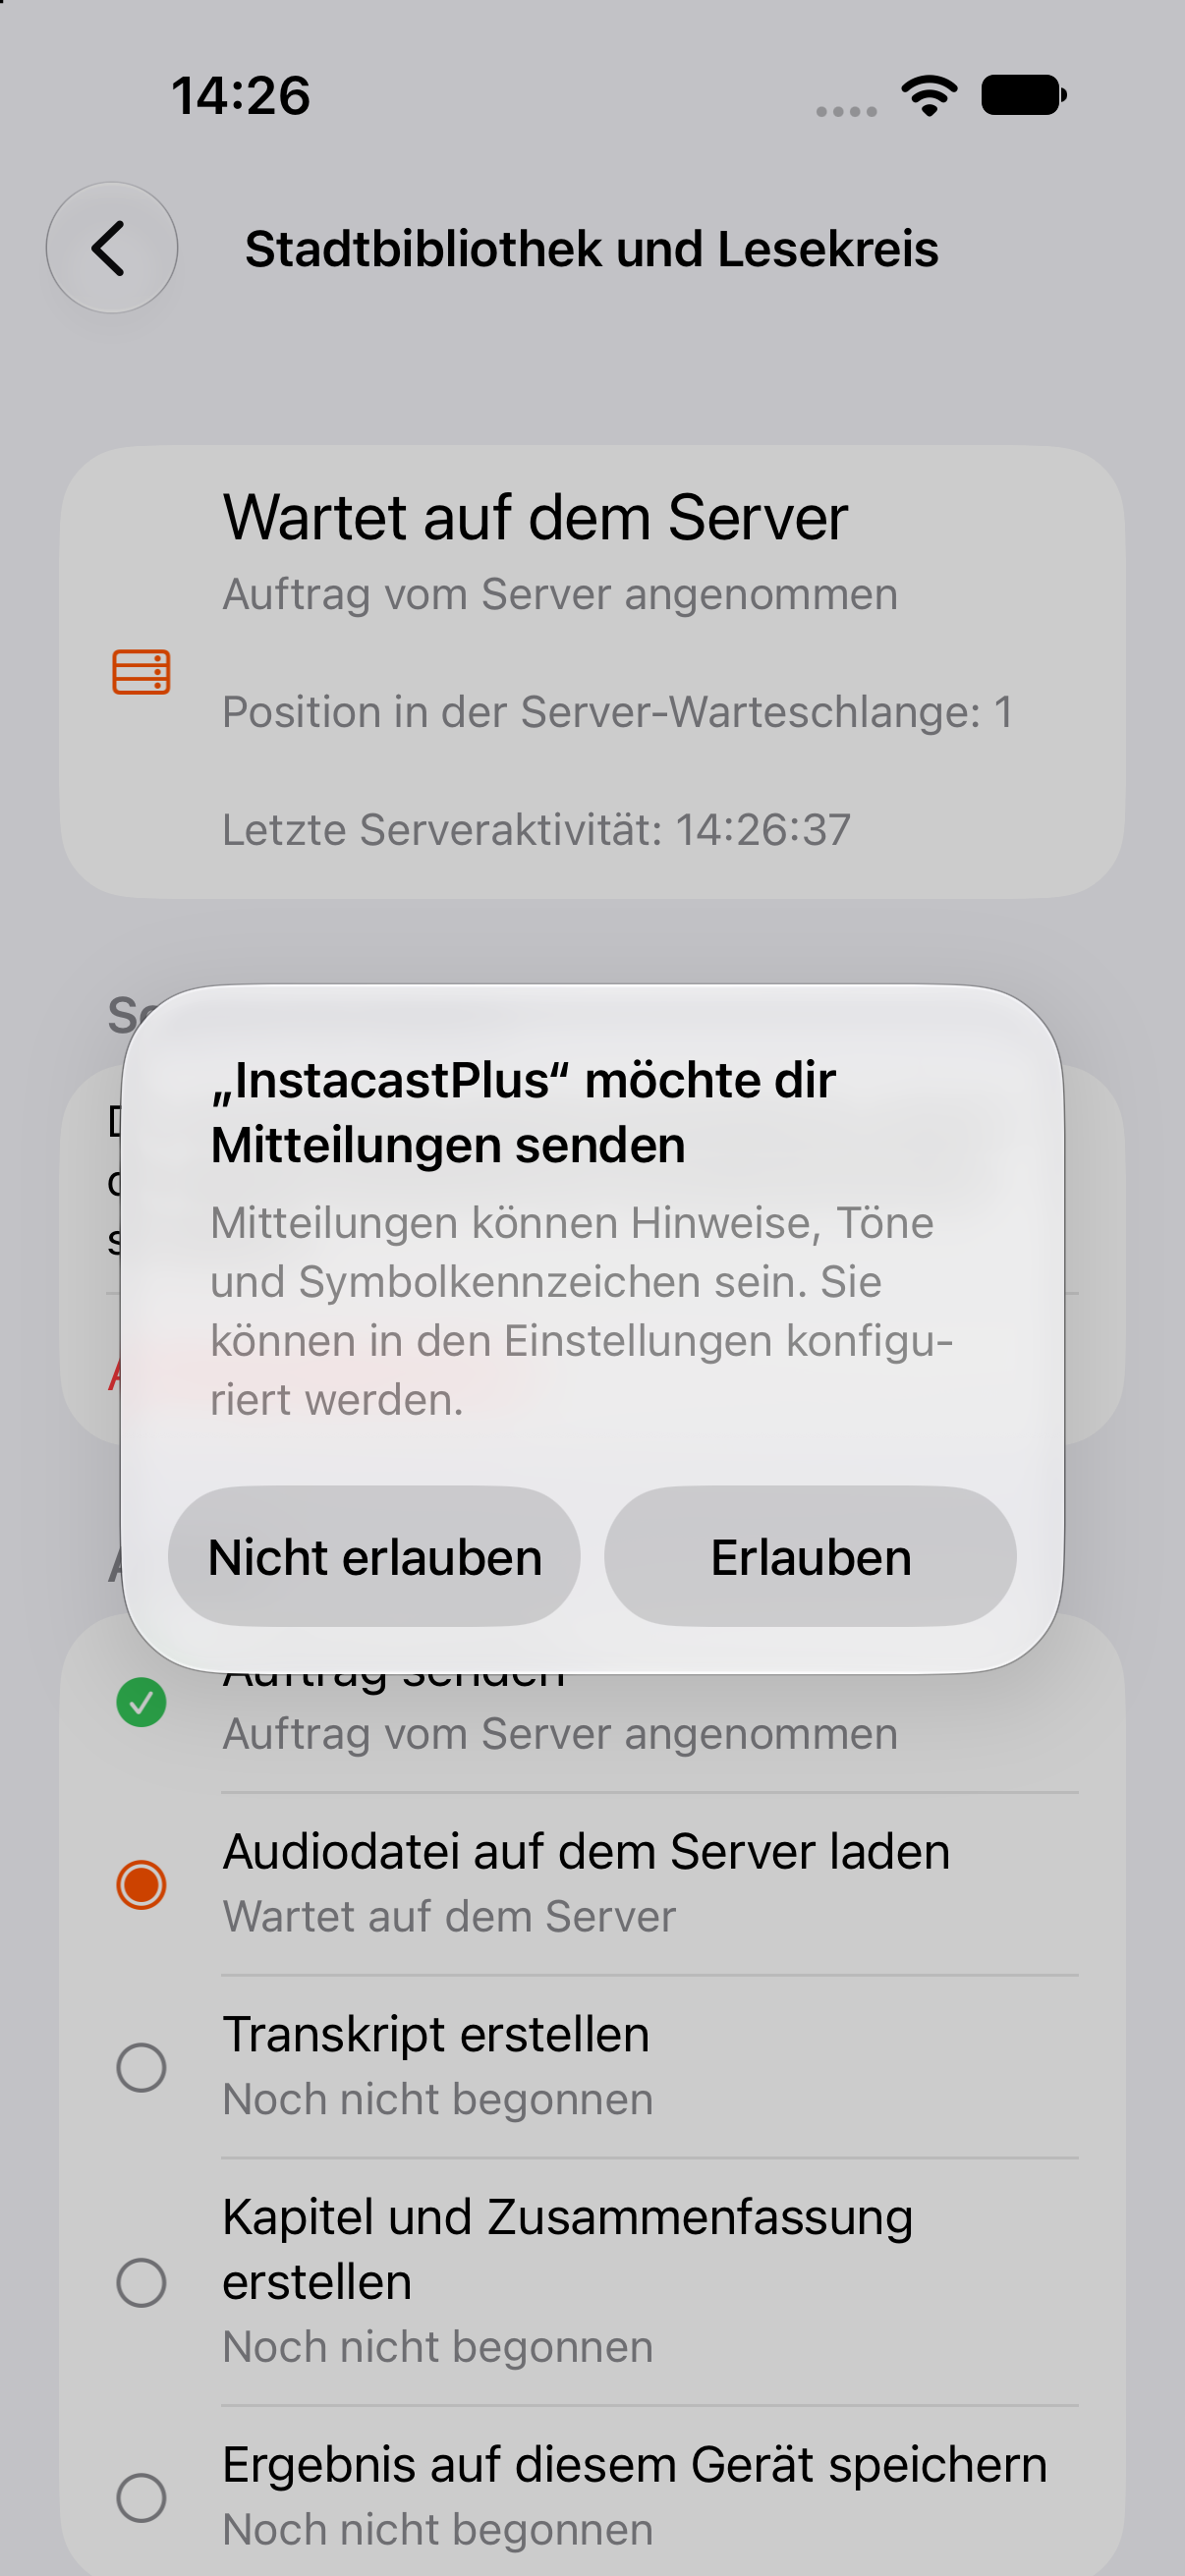 14:26
Stadtbibliothek und Lesekreis
Wartet auf dem Server
Auftrag vom Server angenommen
Position in der Server-Warteschlange: 1
Letzte Serveraktivität: 14:26:37
„InstacastPlus“ möchte dir
Mitteilungen senden
Mitteilungen können Hinweise, Töne
und Symbolkennzeichen sein. Sie
können in den Einstellungen konfigu-
riert werden.
Nicht erlauben
Erlauben
Auftrag senden
Auftrag vom Server angenommen
Audiodatei auf dem Server laden
Wartet auf dem Server
Transkript erstellen
Noch nicht begonnen
Kapitel und Zusammenfassung
erstellen
Noch nicht begonnen
Ergebnis auf diesem Gerät speichern
Noch nicht begonnen